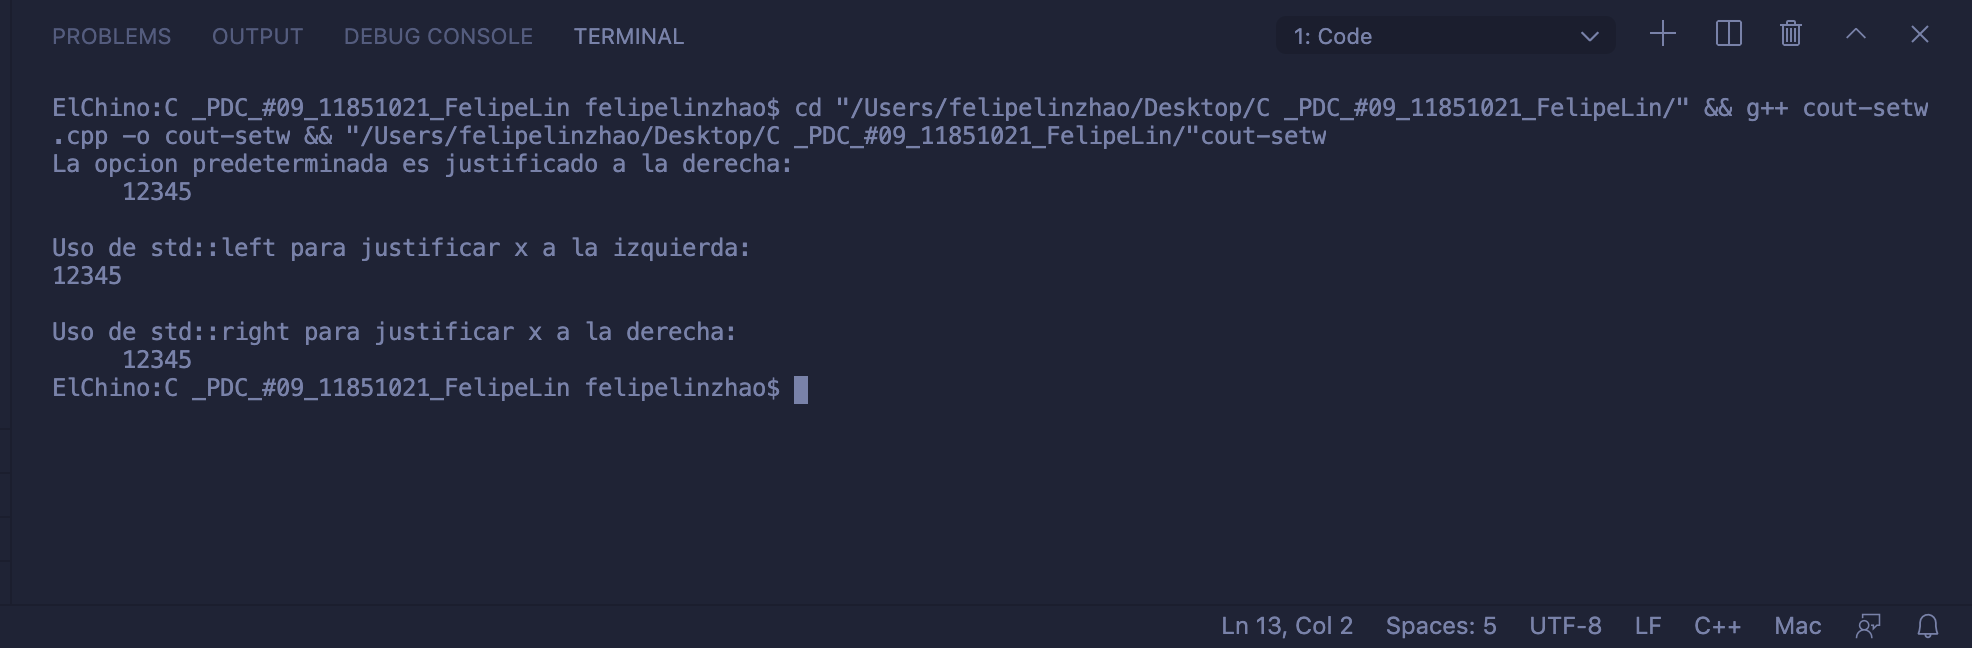 PROBLEMS OUTPUT DEBUG CONSOLE TERMINAL 1: Code
ElChino:C _PDC_#09_11851021_FelipeLin felipelinzhao$ cd "/Users/felipelinzhao/Desktop/C _PDC_#09_11851021_FelipeLin/" && g++ cout-setw
.cpp -o cout-setw && "/Users/felipelinzhao/Desktop/C _PDC_#09_11851021_FelipeLin/"cout-setw
La opcion predeterminada es justificado a la derecha:
     12345
Uso de std::left para justificar x a la izquierda:
12345
Uso de std::right para justificar x a la derecha:
     12345
ElChino:C _PDC_#09_11851021_FelipeLin felipelinzhao$
Ln 13, Col 2 Spaces: 5 UTF-8 LF C++ Mac